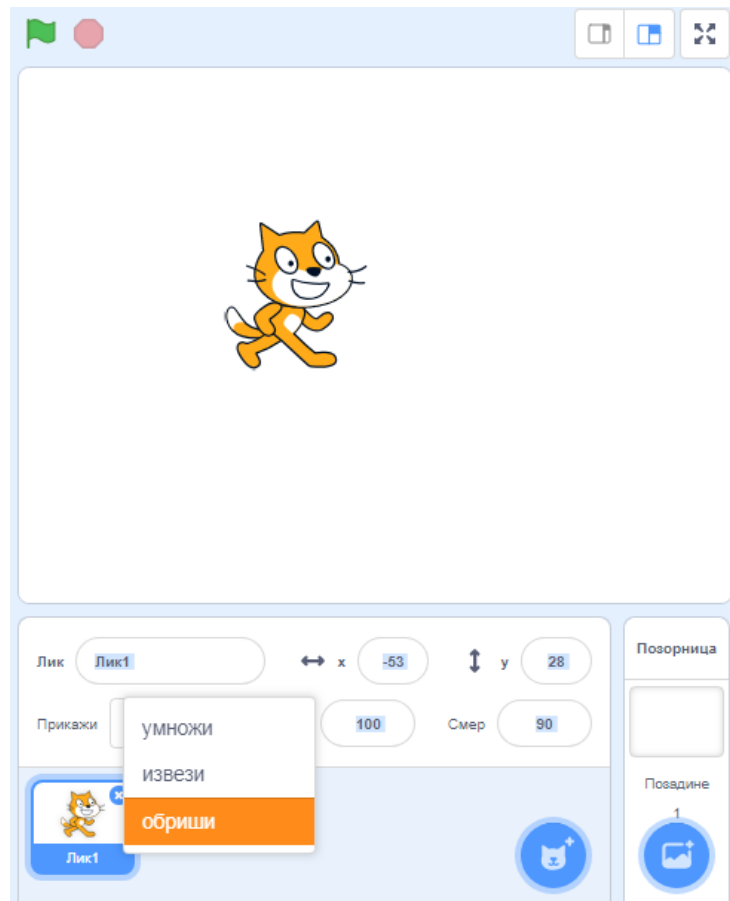 Лик Лик1 x -53 y 28
Позорница
Прикажи 100 Смер 90
умножи
извези
обриши
Позадине
1
Лик1